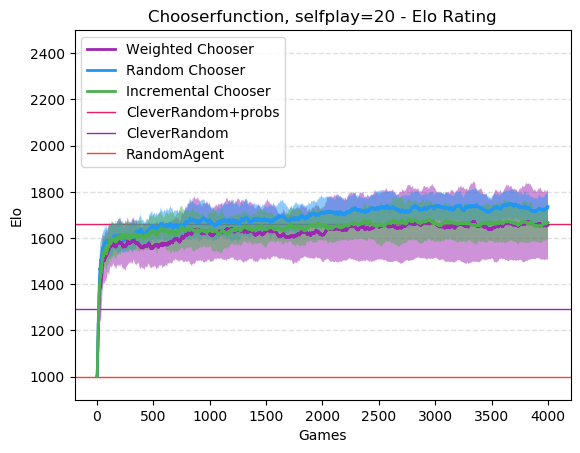 Chooserfunction, selfplay=20 - Elo Rating
Weighted Chooser
Random Chooser
Incremental Chooser
CleverRandom+probs
CleverRandom
RandomAgent
Elo
2400
2200
2000
1800
1600
1400
1200
1000
0 500 1000 1500 2000 2500 3000 3500 4000
Games